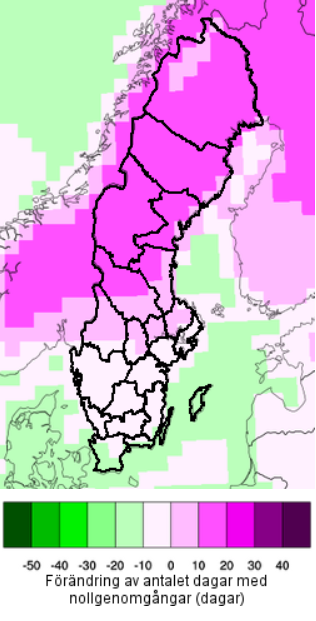 -50 -40 -30 -20 -10 0 10 20 30 40
Förändring av antalet dagar med
nollgenomgångar (dagar)